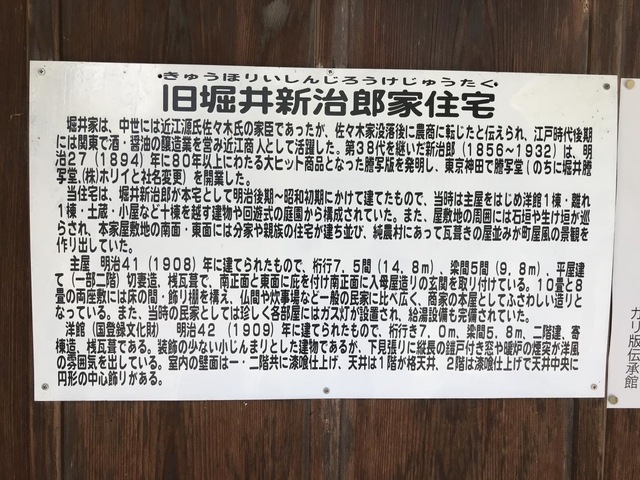 ・きゅうほりいしんじろうけじゅうたく・
旧堀井新治郎家住宅
堀井家は、中世には近江源氏佐々木氏の家臣であったが、佐々木家没落後に農商に転じたと伝えられ、江戸時代後期
には関東で酒・醤油の醸造業を営み近江商人として活躍した。第38代を継いだ新治郎（1856～1932）は、明
治27（1894）年に80年以上にわたる大ヒット商品となった謄写版を発明し、東京神田で謄写堂（のちに堀井謄
写堂、(株)ホリイと社名変更）を開業した。
当住宅は、堀井新治郎が本宅として明治後期～昭和初期にかけて建てたもので、当時は主屋をはじめ洋館1棟・離れ
1棟・土蔵・小屋など十棟を越す建物や回遊式の庭園から構成されていた。また、屋敷地の周囲には石垣や生け垣が巡
らされ、本家屋敷地の南面・東面には分家や親族の住宅が建ち並び、純農村にあって瓦葺きの屋並みが町屋風の景観を
作り出していた。
主屋　明治41（1908）年に建てられたもので、桁行7.5間（14.8m）、梁間5間（9.8m）、平屋建
て（一部二階）切妻造、桟瓦葺で、南正面と東面に庇を付け南正面に入母屋造りの玄関を取り付けている。10畳と8
畳の両座敷には床の間・飾り棚を構え、仏間や炊事場など一般の民家に比べ広く、商家の本屋としてふさわしい造りと
なっている。また、当時の民家としては珍しく各部屋にはガス灯が設置され、給湯設備も完備されていた。
洋館（国登録文化財）　明治42（1909）年に建てられたもので、桁行き7.0m、梁間5.8m、二階建、寄
棟造、桟瓦葺である。装飾の少ない小じんまりとした建物であるが、下見張りに縦長の鎧戸付き窓や暖炉の煙突が洋風
の雰囲気を出している。室内の壁面は一・二階共に漆喰仕上げ、天井は1階が格天井、2階は漆喰仕上げで天井中央に
円形の中心飾りがある。
ガリ版伝承館